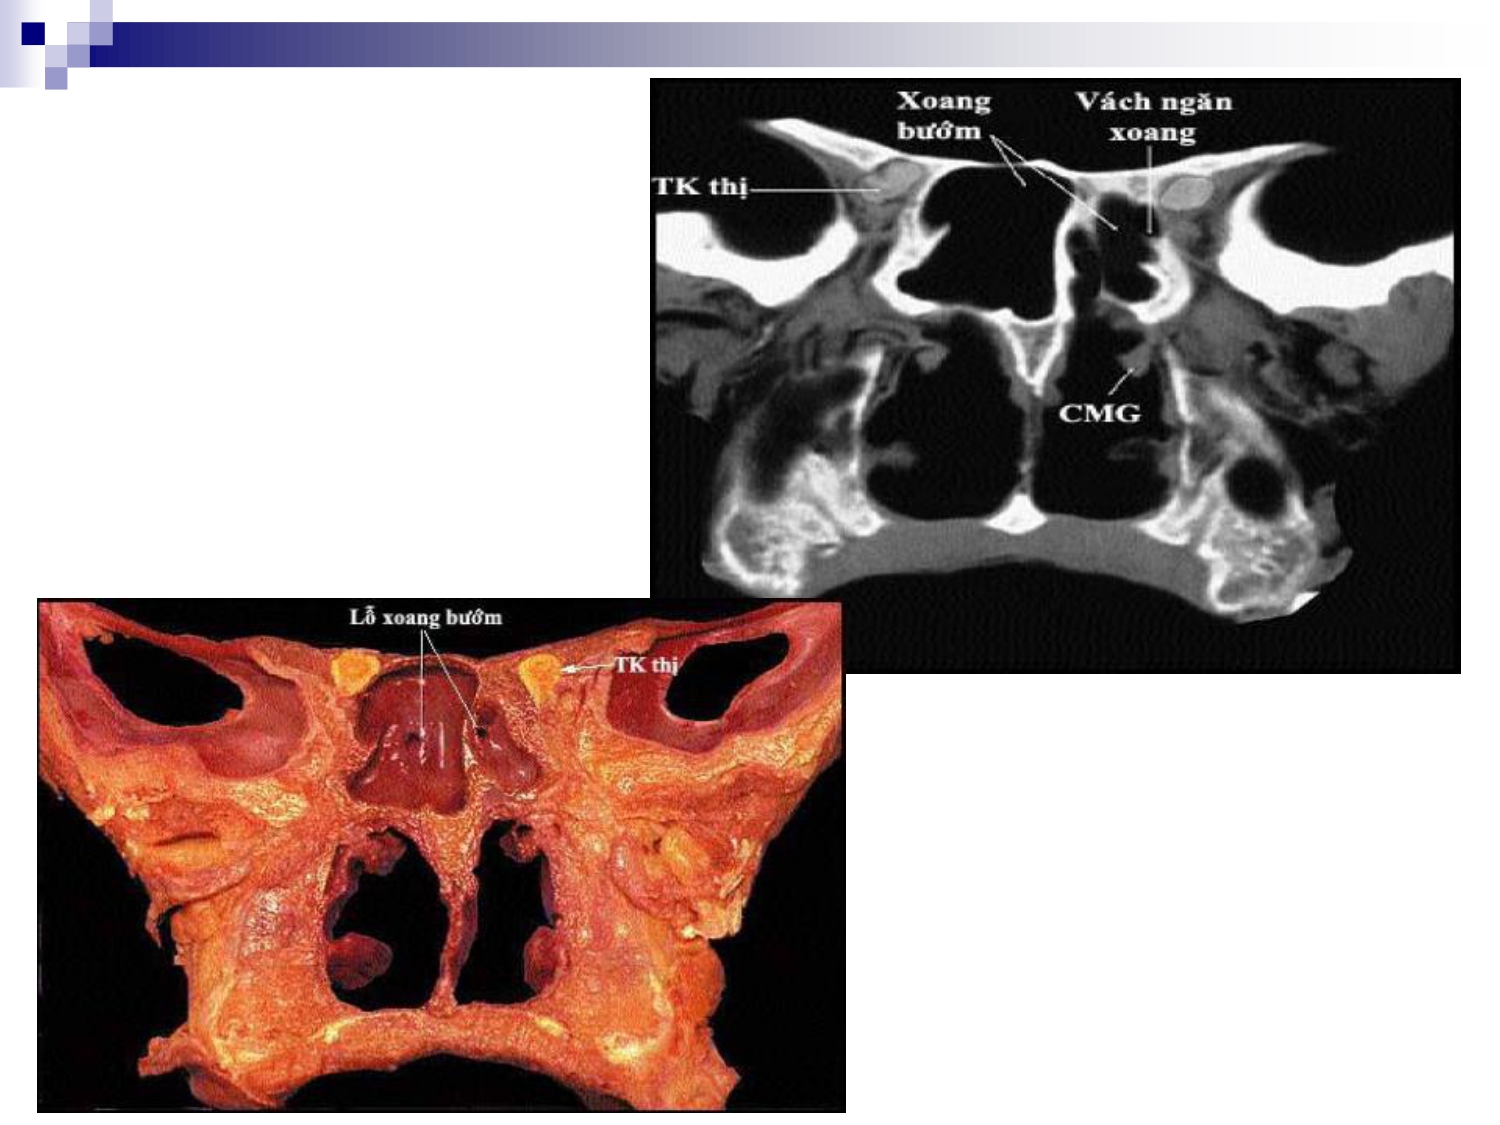 Xoang
bướm
Vách ngăn
xoang
TK thị
CMG
Lỗ xoang bướm
TK thị